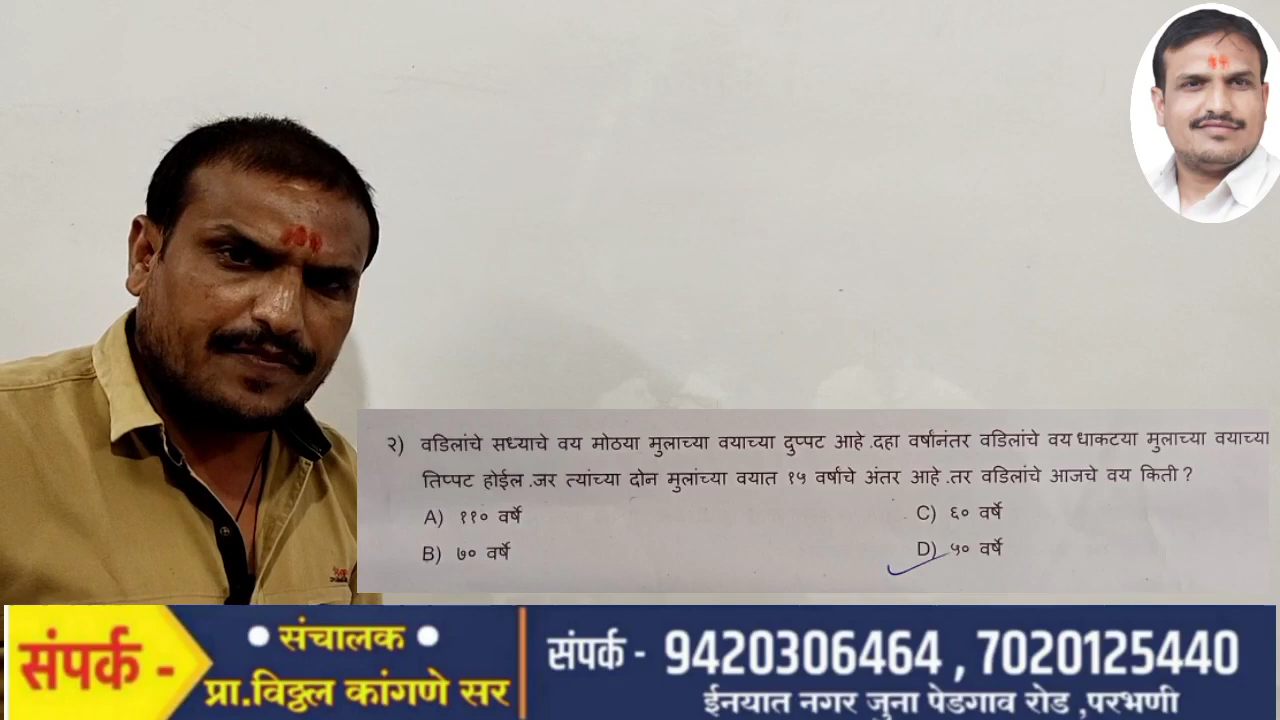 २) वडिलांचे सध्याचे वय मोठया मुलाच्या वयाच्या दुप्पट आहे .दहा वर्षांनंतर वडिलांचे वय धाकटया मुलाच्या वयाच्या
तिप्पट होईल .जर त्यांच्या दोन मुलांच्या वयात १५ वर्षाचे अंतर आहे .तर वडिलांचे आजचे वय किती ?
A) ११० वर्षे C) ६० वर्षे
B) ७० वर्षे D) ५० वर्षे
संपर्क -
संचालक
प्रा.विठ्ठल कांगणे सर
संपर्क - 9420306464 , 7020125440
ईनयात नगर जुना पेडगाव रोड ,परभणी